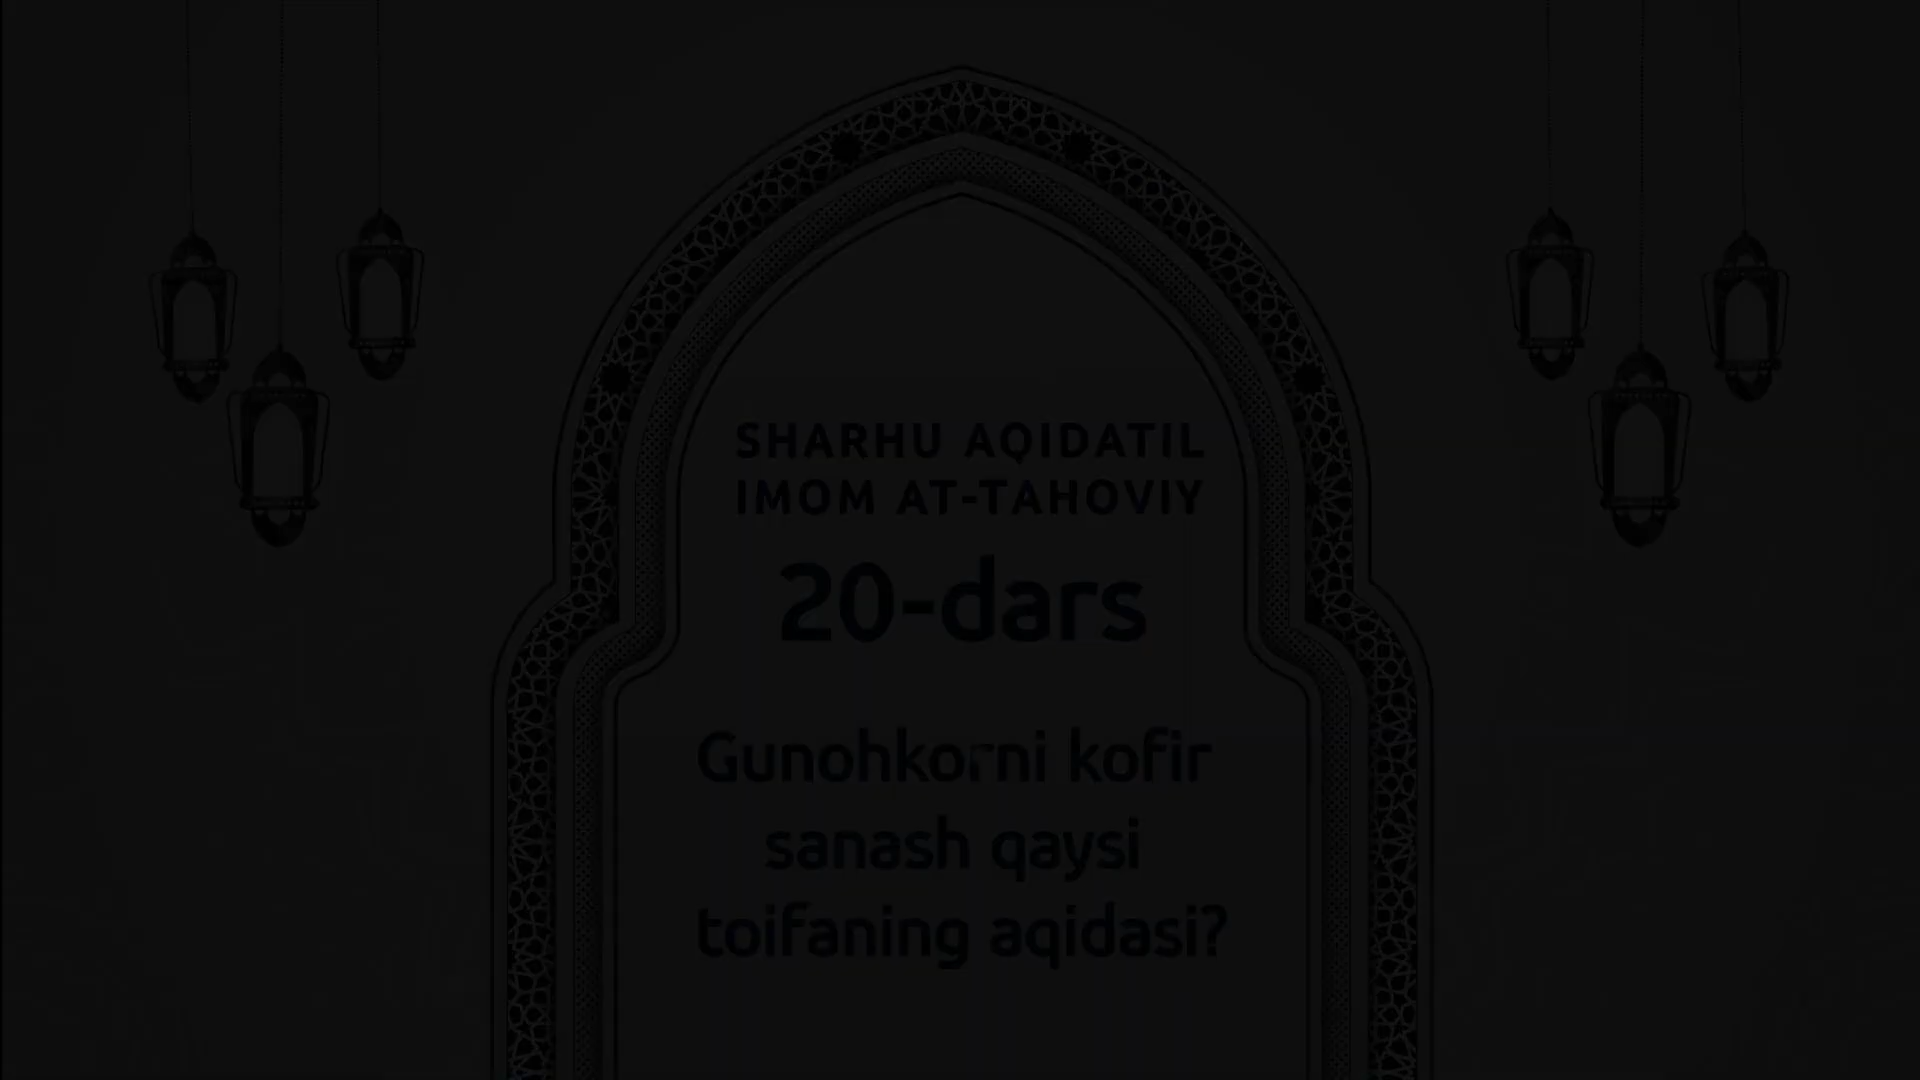 SHARHU AQIDATIL
IMOM AT-TAHOVIY
20-dars
Gunohkorni kofir
sanash qaysi
toifaning aqidasi?